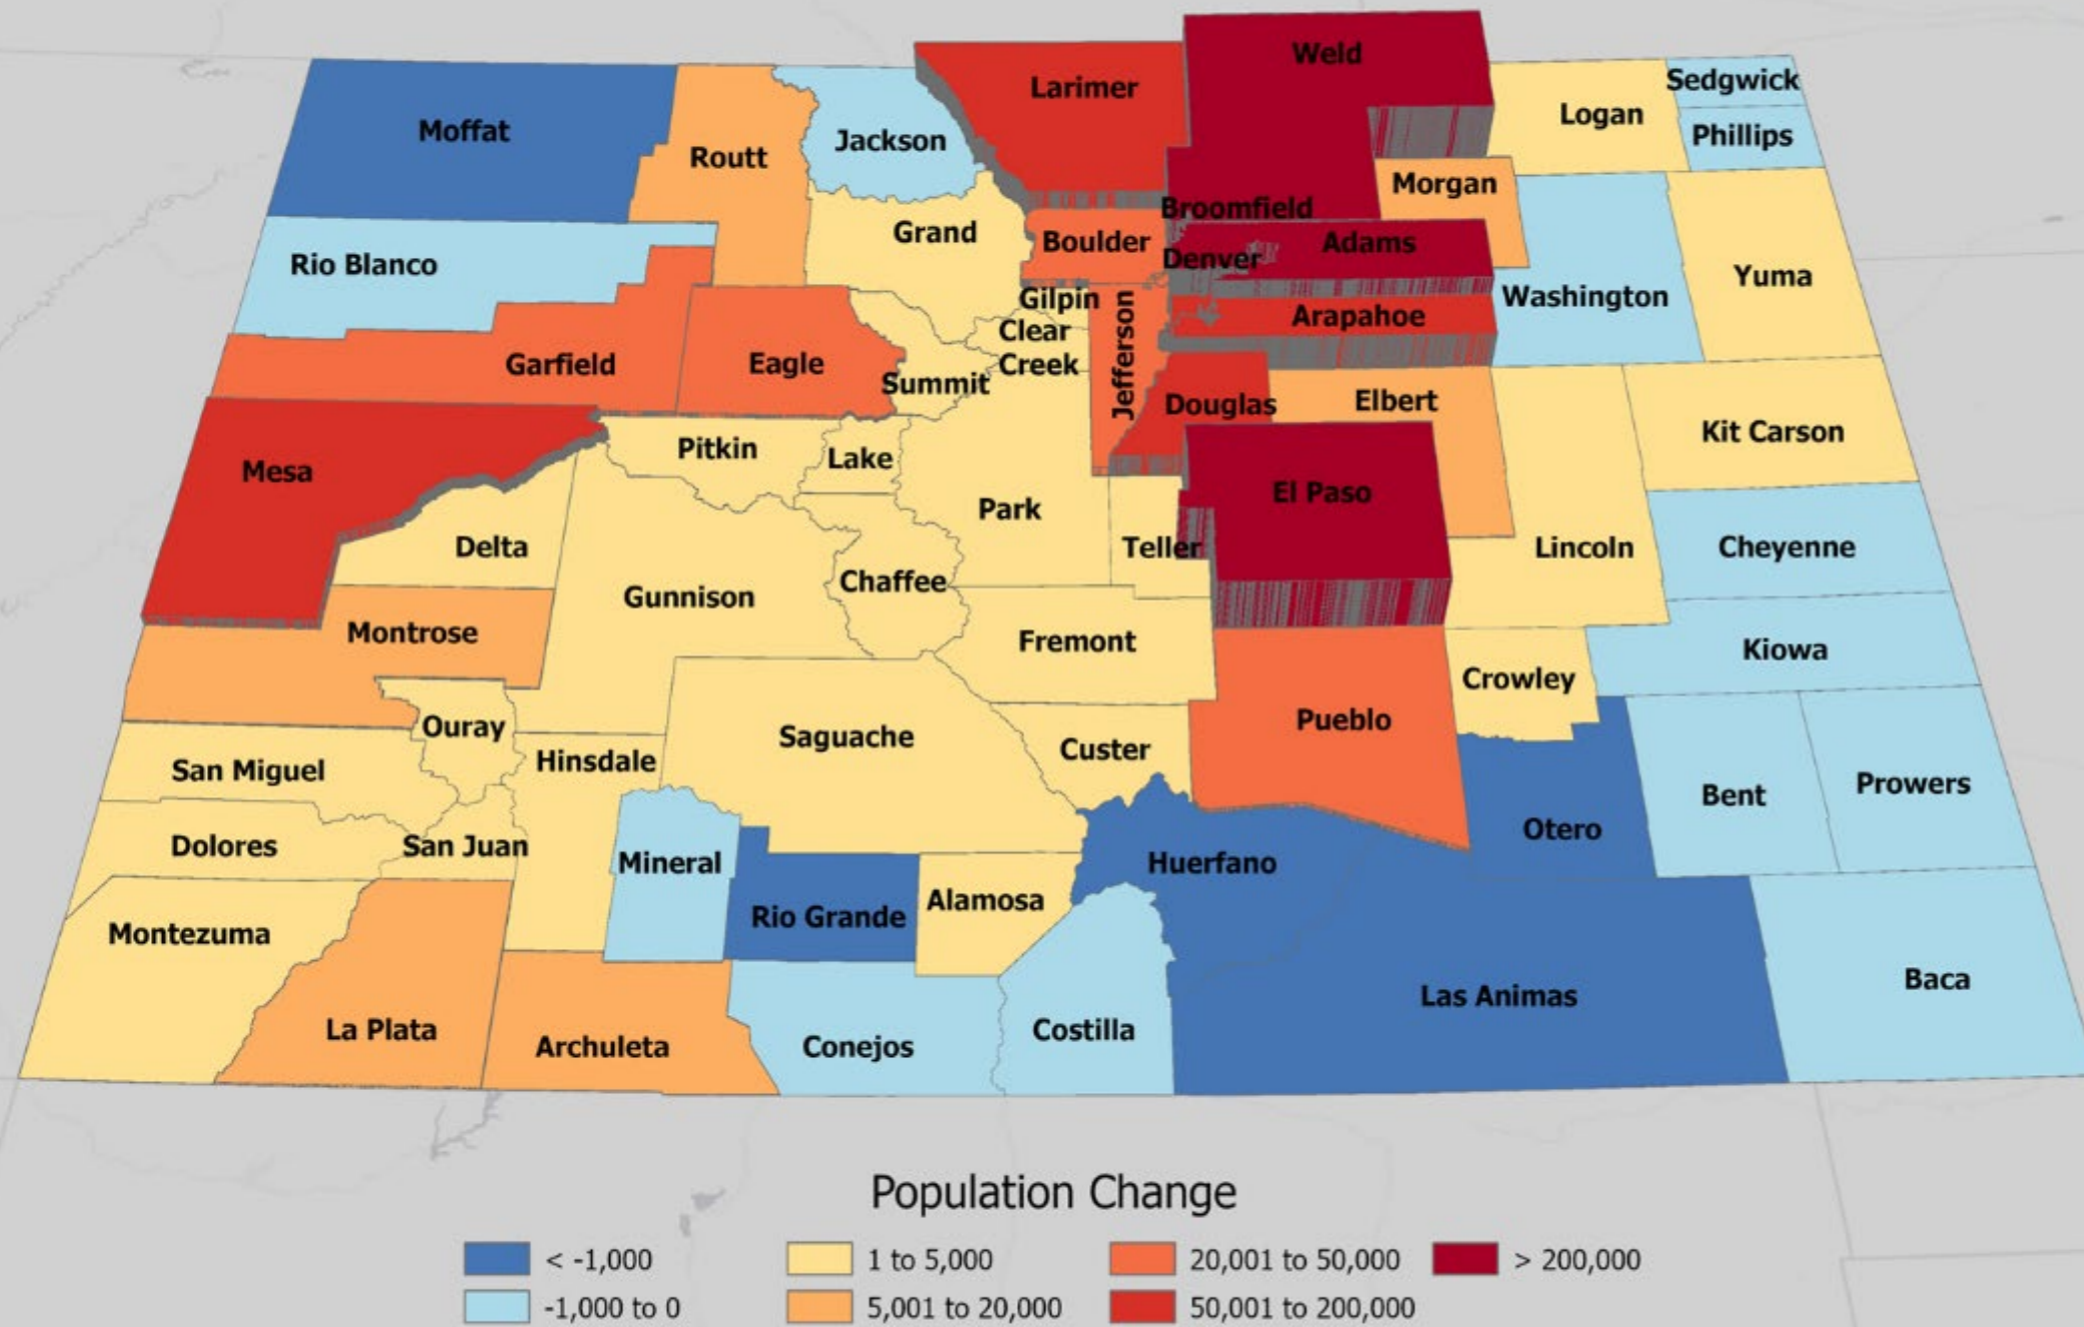 Weld
Sedgwick
Larimer
Logan
Moffat
Phillips
Jackson
Routt
Morgan
Broomfield
Grand
Boulder
Adams
Denver
Rio Blanco
Yuma
Washington
Gilpin
Arapahoe
Clear
Creek
Jefferson
Garfield
Eagle
Summit
Douglas
Elbert
Kit Carson
Pitkin
Lake
Mesa
El Paso
Park
Delta
Teller
Lincoln
Cheyenne
Chaffee
Gunnison
Montrose
Fremont
Kiowa
Crowley
Pueblo
Ouray
Saguache
Custer
Hinsdale
San Miguel
Prowers
Bent
Otero
Dolores
San Juan
Mineral
Huerfano
Alamosa
Rio Grande
Montezuma
Baca
Las Animas
La Plata
Costilla
Archuleta
Conejos
Population Change
< -1,000
1 to 5,000
20,001 to 50,000
> 200,000
-1,000 to 0
5,001 to 20,000
50,001 to 200,000